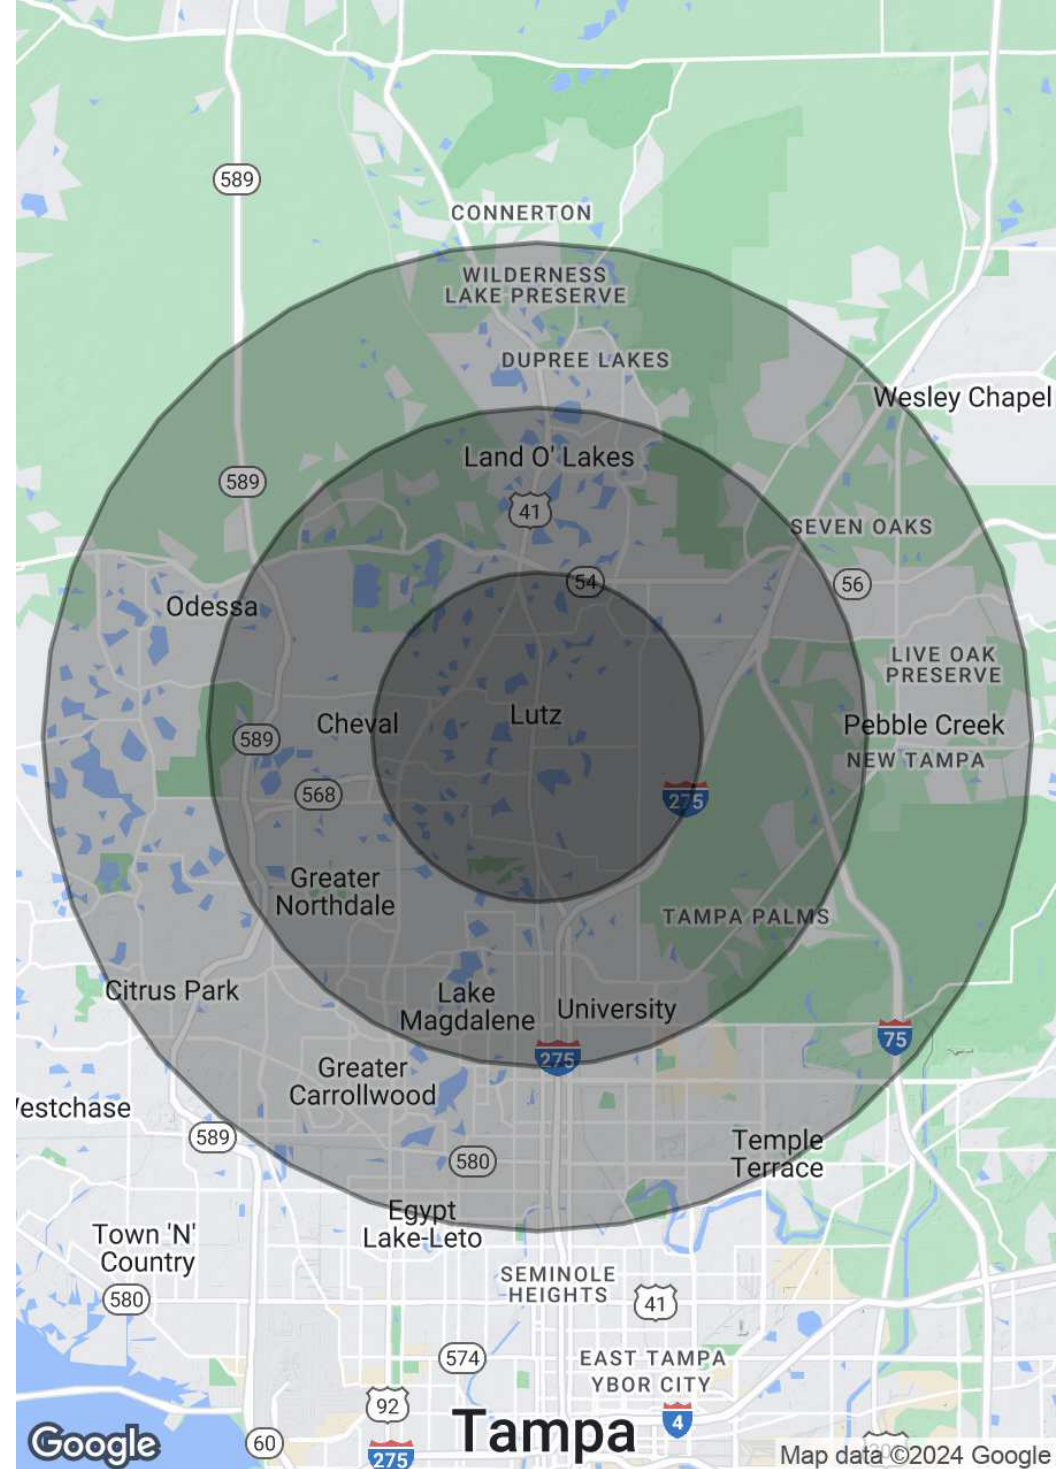 589
CONNERTON
WILDERNESS
LAKE PRESERVE
DUPREE LAKES
Wesley Chapel
Land O' Lakes
589
41
SEVEN OAKS
54
56
Odessa
LIVE OAK
PRESERVE
Lutz
Cheval
Pebble Creek
589
NEW TAMPA
568
275
Greater
Northdale
TAMPA PALMS
Citrus Park
Lake
Magdalene
University
75
275
Greater
Carrollwood
estchase
589
Temple
Terrace
580
Egypt
Lake-Leto
Town 'N'
Country
SEMINOLE
HEIGHTS
580
41
574
EAST TAMPA
YBOR CITY
92
4
Tampa
Google
60
275
Map data ©2024 Google